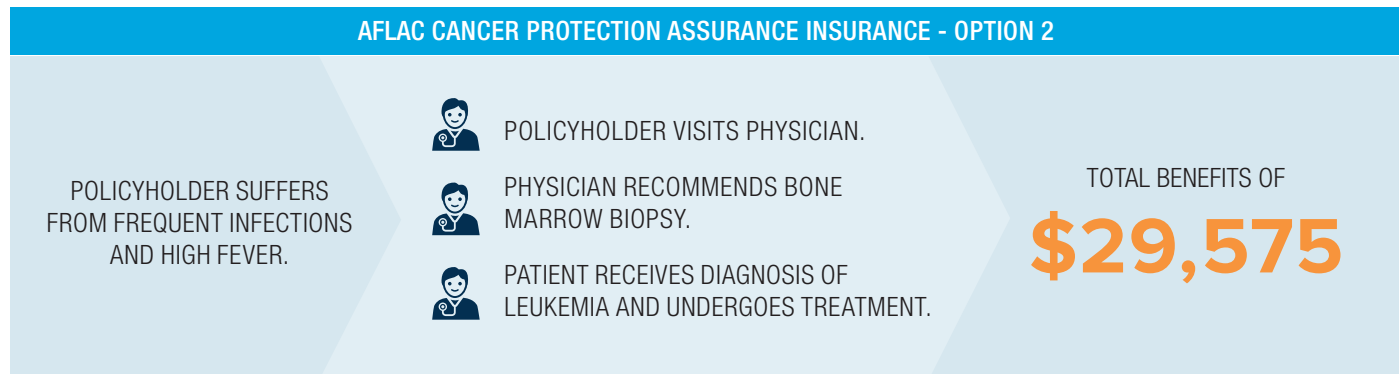 AFLAC CANCER PROTECTION ASSURANCE INSURANCE - OPTION 2
POLICYHOLDER SUFFERS
FROM FREQUENT INFECTIONS
AND HIGH FEVER.
POLICYHOLDER VISITS PHYSICIAN.
PHYSICIAN RECOMMENDS BONE
MARROW BIOPSY.
PATIENT RECEIVES DIAGNOSIS OF
LEUKEMIA AND UNDERGOES TREATMENT.
TOTAL BENEFITS OF
$29,575